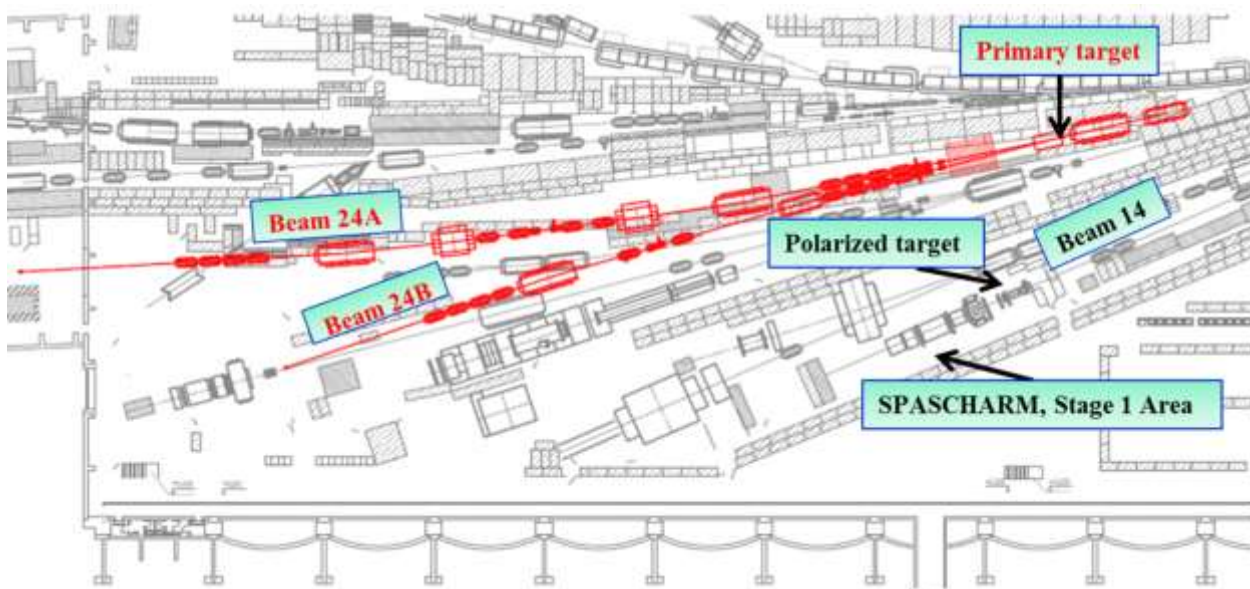 Primary target
Beam 24A
Beam 14
Polarized target
Beam 24B
SPASCHARM, Stage 1 Area